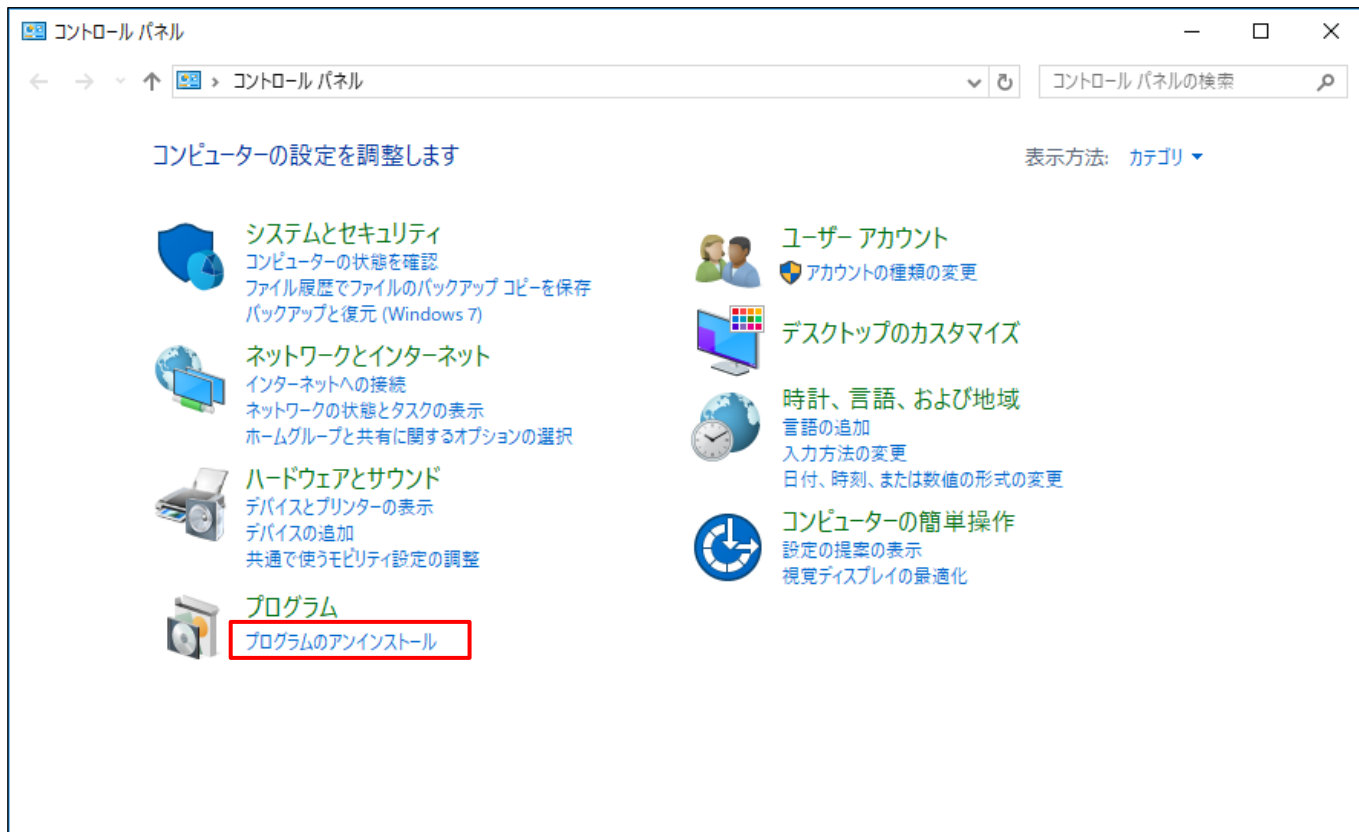 コントロール パネル
コントロール パネル
コントロール パネルの検索
コンピューターの設定を調整します
表示方法: カテゴリ
システムとセキュリティ
コンピューターの状態を確認
ファイル履歴でファイルのバックアップ コピーを保存
バックアップと復元 (Windows 7)
ネットワークとインターネット
インターネットへの接続
ネットワークの状態とタスクの表示
ホームグループと共有に関するオプションの選択
ハードウェアとサウンド
デバイスとプリンターの表示
デバイスの追加
共通で使うモビリティ設定の調整
プログラム
プログラムのアンインストール
ユーザー アカウント
アカウントの種類の変更
デスクトップのカスタマイズ
時計、言語、および地域
言語の追加
入力方法の変更
日付、時刻、または数値の形式の変更
コンピューターの簡単操作
設定の提案の表示
視覚ディスプレイの最適化